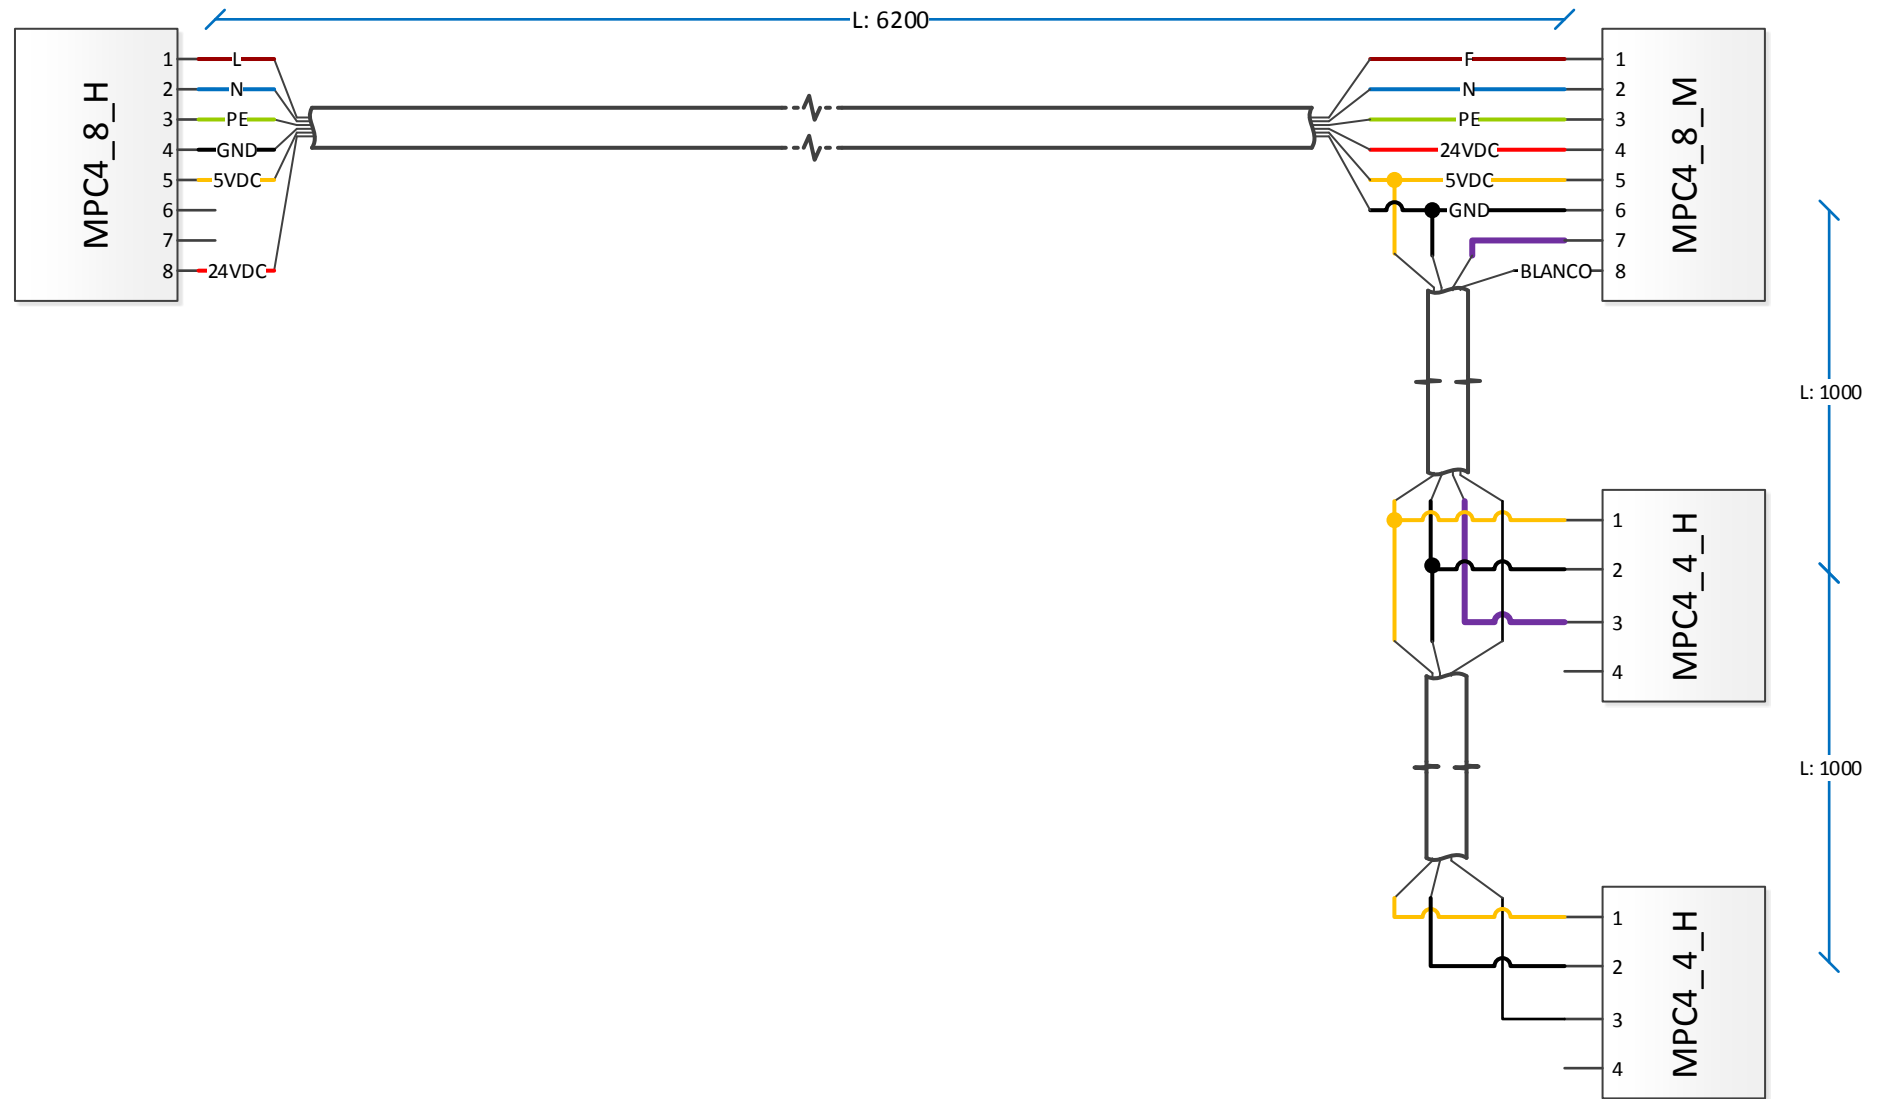 L: 6200
MPC4_8_H
1 L
2 N
3 PE
4 GND
5 5VDC
6
7
8 24VDC
F 1
N 2
PE 3
24VDC 4
5VDC 5
GND 6
7
BLANCO 8
MPC4_8_M
L: 1000
1
2
3
4
MPC4_4_H
L: 1000
1
2
3
4
MPC4_4_H